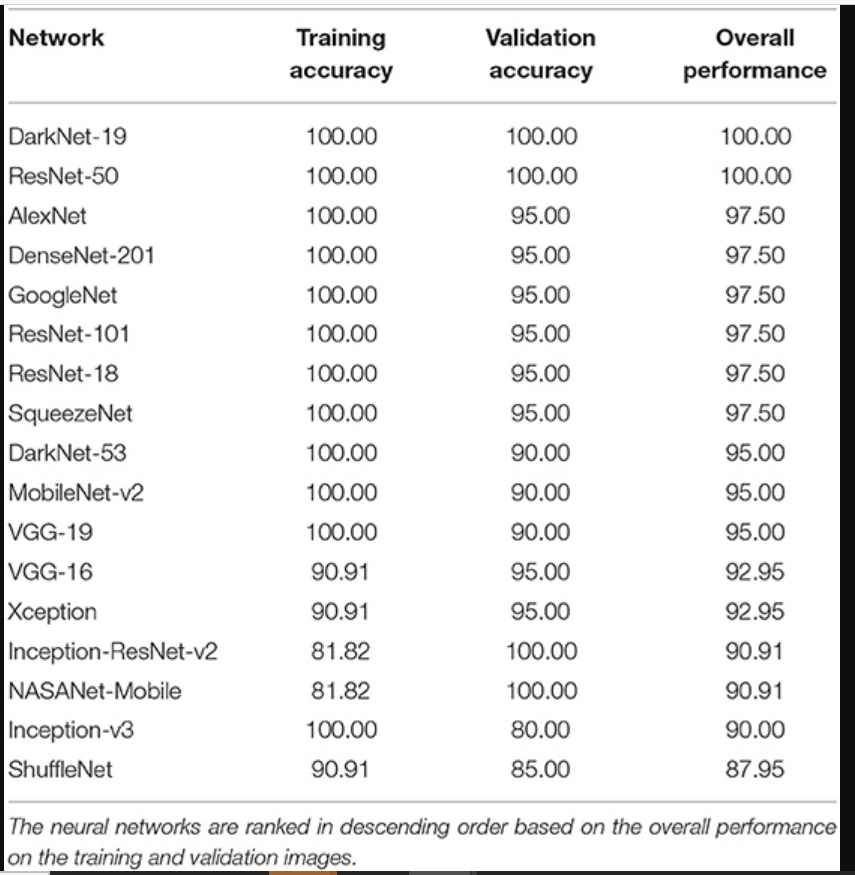 Network Training accuracy Validation accuracy Overall performance
DarkNet-19 100.00 100.00 100.00
ResNet-50 100.00 100.00 100.00
AlexNet 100.00 95.00 97.50
DenseNet-201 100.00 95.00 97.50
GoogleNet 100.00 95.00 97.50
ResNet-101 100.00 95.00 97.50
ResNet-18 100.00 95.00 97.50
SqueezeNet 100.00 95.00 97.50
DarkNet-53 100.00 90.00 95.00
MobileNet-v2 100.00 90.00 95.00
VGG-19 100.00 90.00 95.00
VGG-16 90.91 95.00 92.95
Xception 90.91 95.00 92.95
Inception-ResNet-v2 81.82 100.00 90.91
NASANet-Mobile 81.82 100.00 90.91
Inception-v3 100.00 80.00 90.00
ShuffleNet 90.91 85.00 87.95
The neural networks are ranked in descending order based on the overall performance
on the training and validation images.